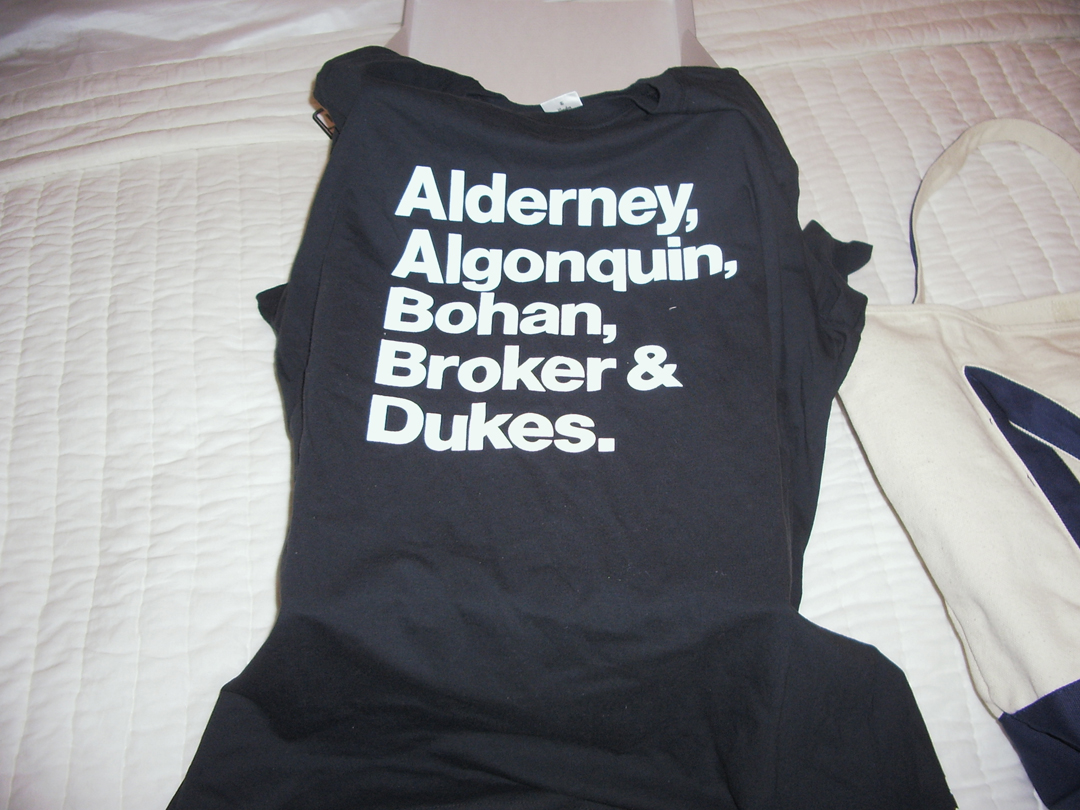 Alderney,
Algonquin,
Bohan,
Broker &
Dukes.